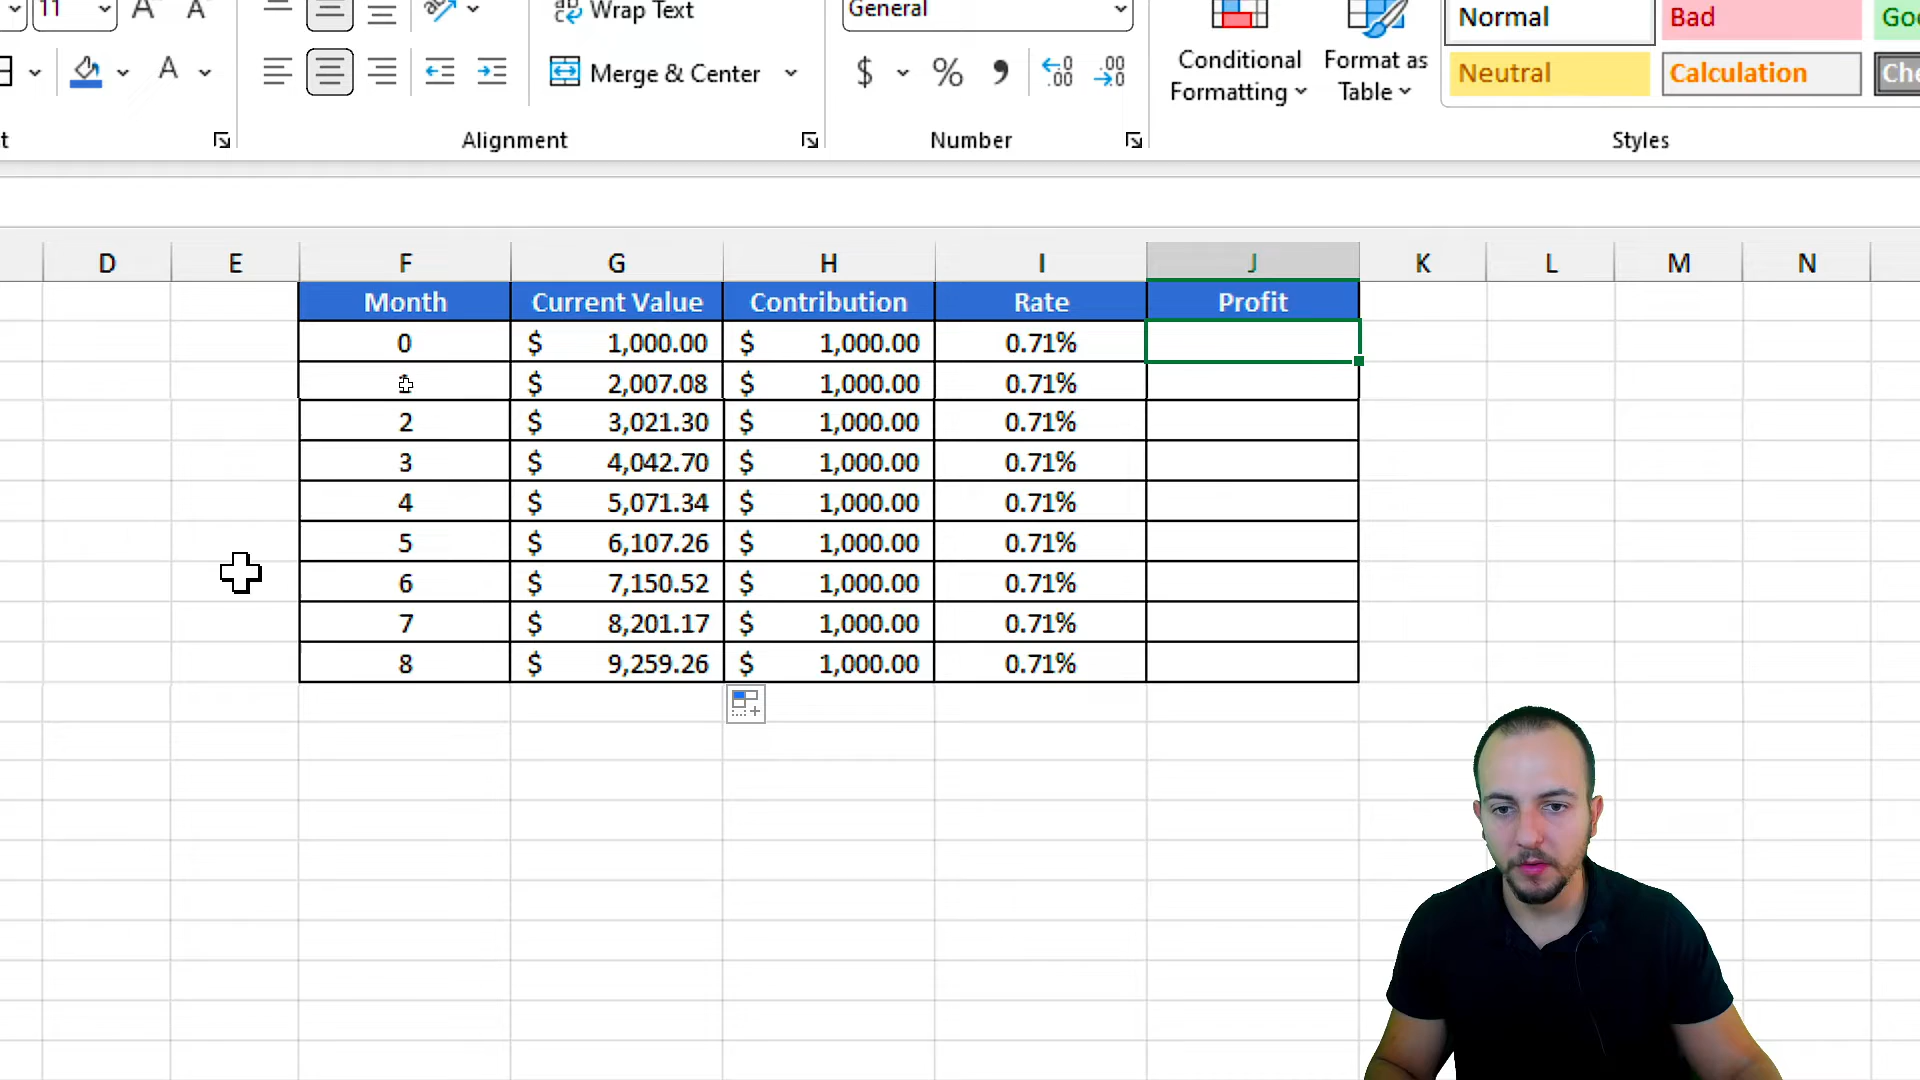 11 Wrap Text General Normal Bad
$ % , .00 Merge & Center Conditional Formatting Format as Table Neutral Calculation
Alignment Number Styles
D E F G H I J K L M N
Month Current Value Contribution Rate Profit
0 $ 1,000.00 $ 1,000.00 0.71%
$ 2,007.08 $ 1,000.00 0.71%
2 $ 3,021.30 $ 1,000.00 0.71%
3 $ 4,042.70 $ 1,000.00 0.71%
4 $ 5,071.34 $ 1,000.00 0.71%
5 $ 6,107.26 $ 1,000.00 0.71%
6 $ 7,150.52 $ 1,000.00 0.71%
7 $ 8,201.17 $ 1,000.00 0.71%
8 $ 9,259.26 $ 1,000.00 0.71%